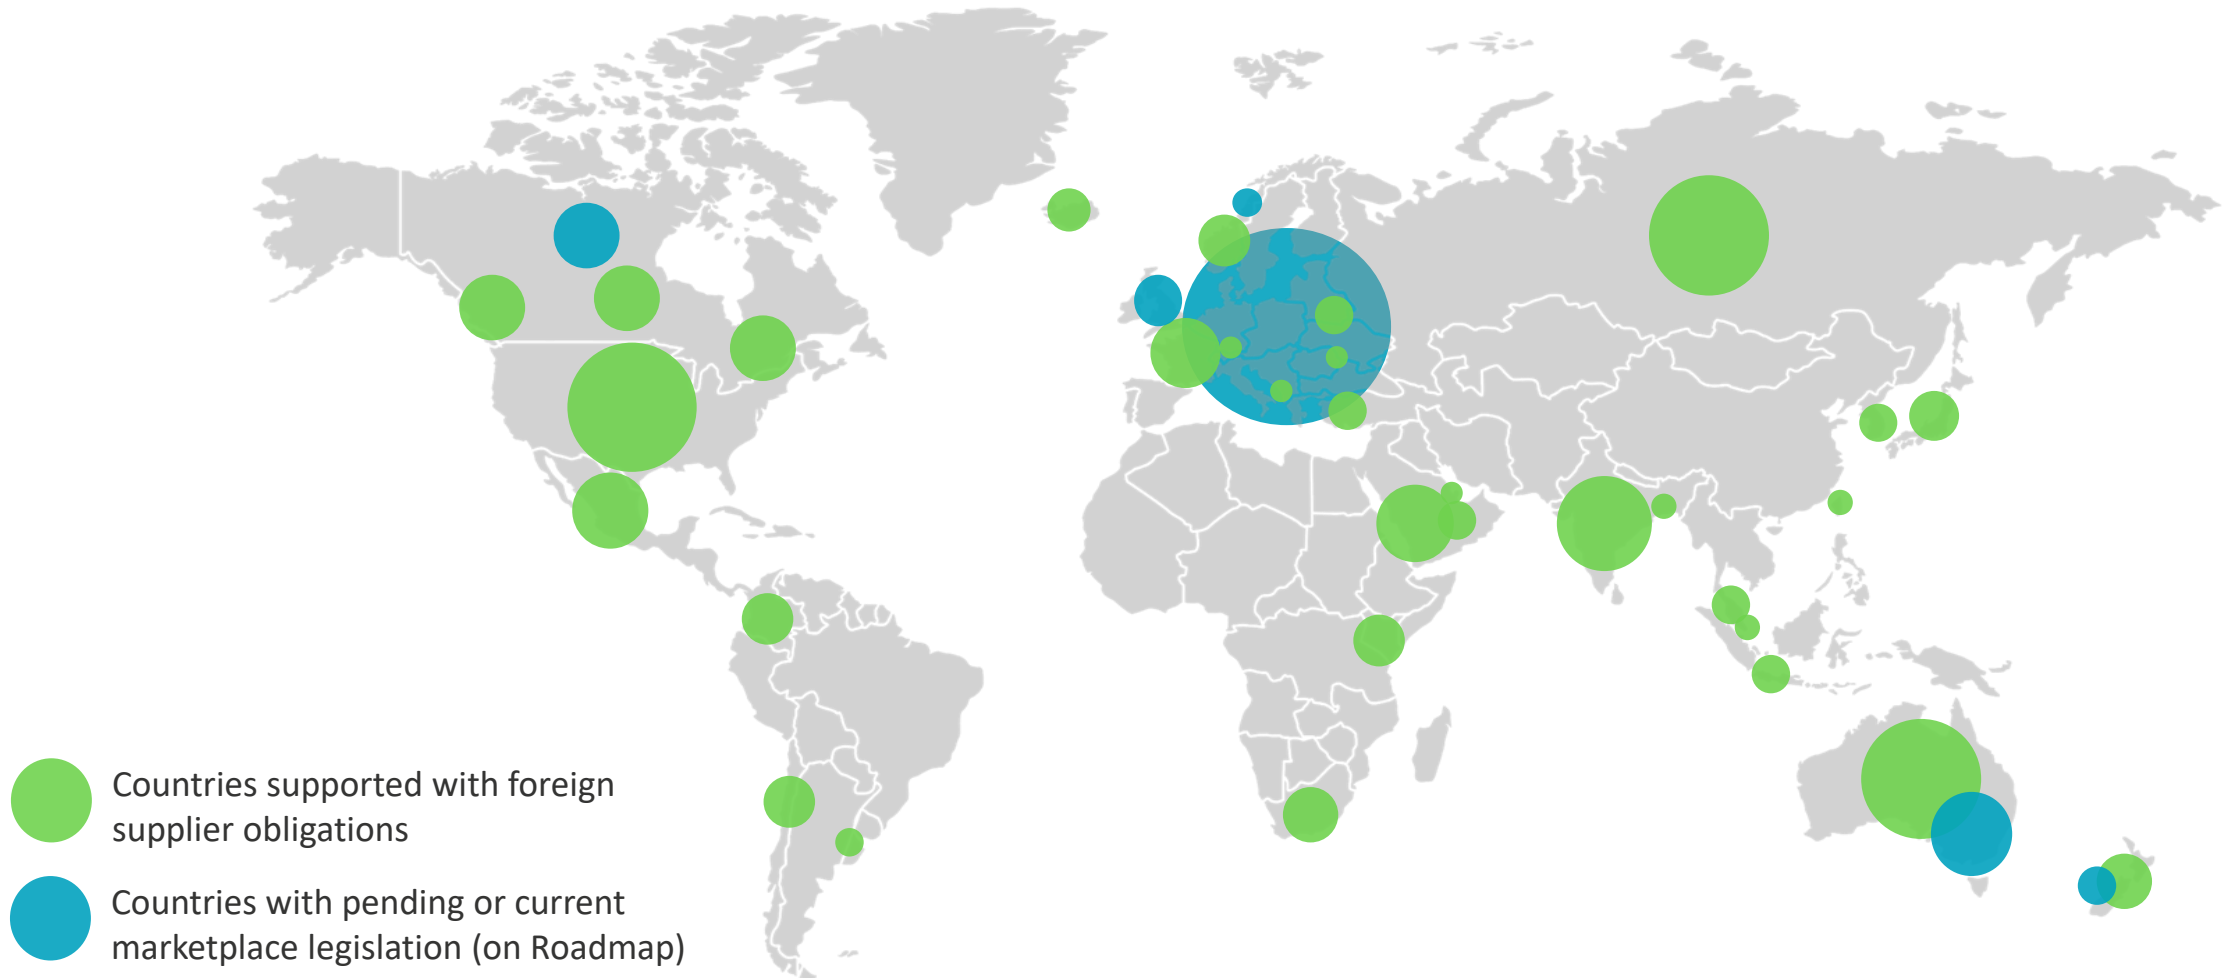 Countries supported with foreign
supplier obligations
Countries with pending or current
marketplace legislation (on Roadmap)